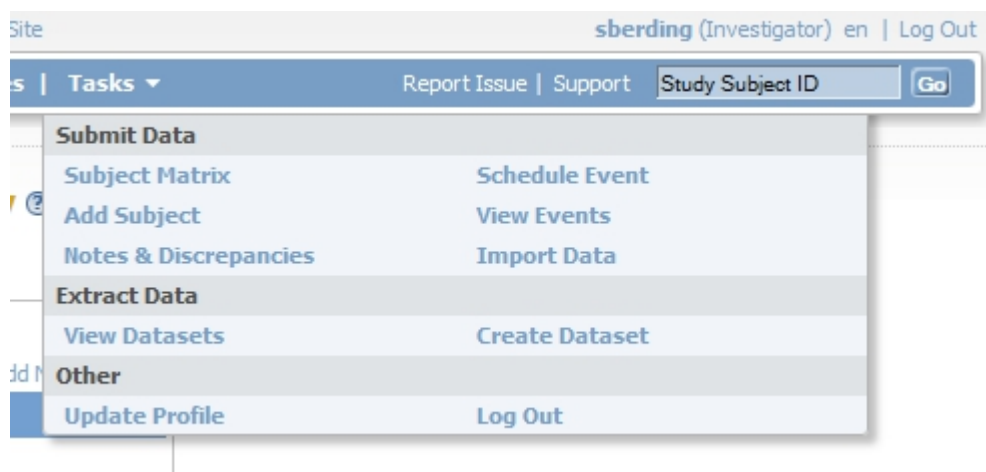 Site sberding (Investigator) en | Log Out
s | Tasks Report Issue | Support Study Subject ID Go
Submit Data
Subject Matrix Schedule Event
Add Subject View Events
Notes & Discrepancies Import Data
Extract Data
View Datasets Create Dataset
Other
Update Profile Log Out